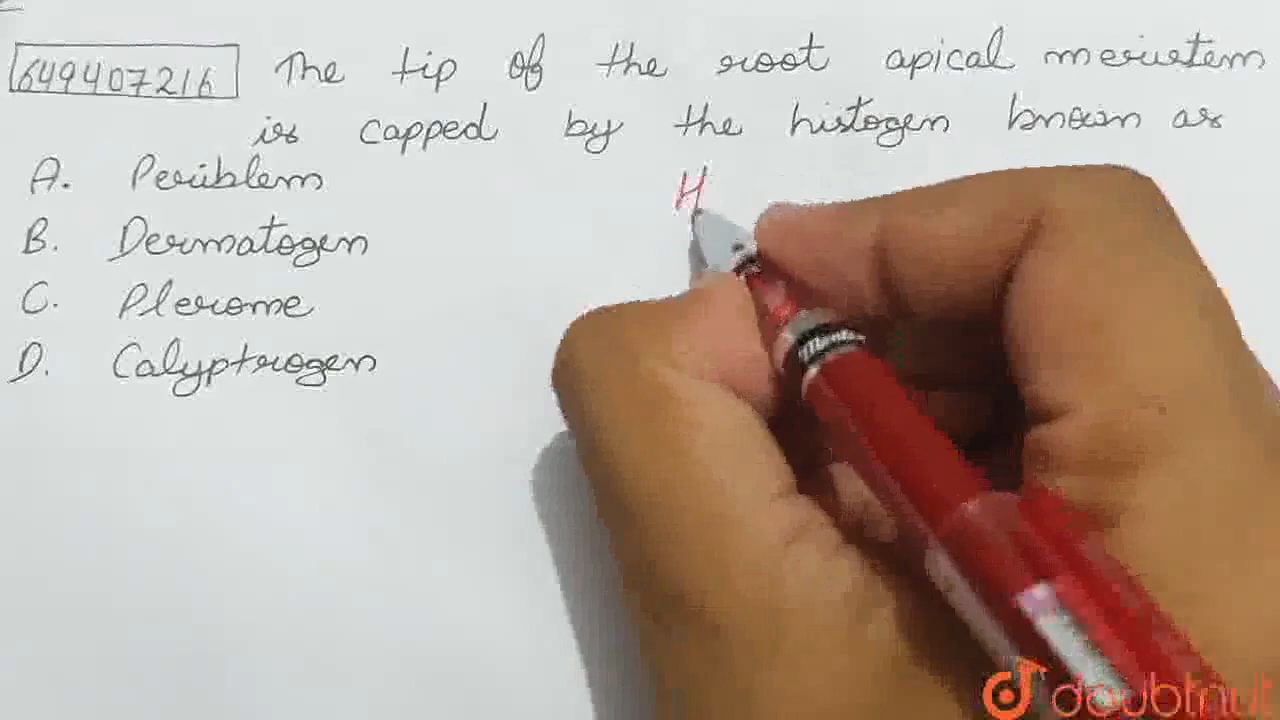 649407216 The tip of the root apical meristem
is capped by the histogen known as
A. Periblem
H
B. Dermatogen
C. Plerome
D. Calyptrogen
doubtnut